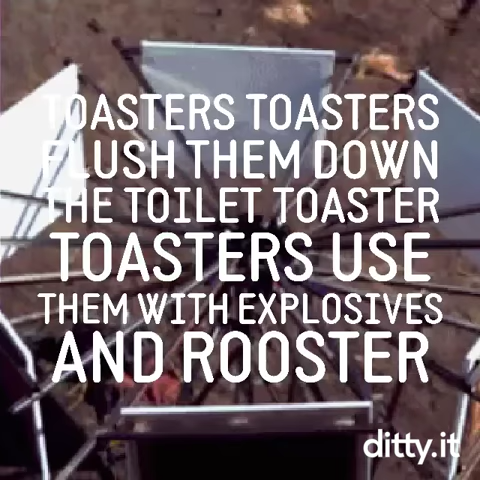 TOASTERS TOASTERS
FLUSH THEM DOWN
THE TOILET TOASTER
TOASTERS USE
THEM WITH EXPLOSIVES
AND ROOSTER
ditty.it